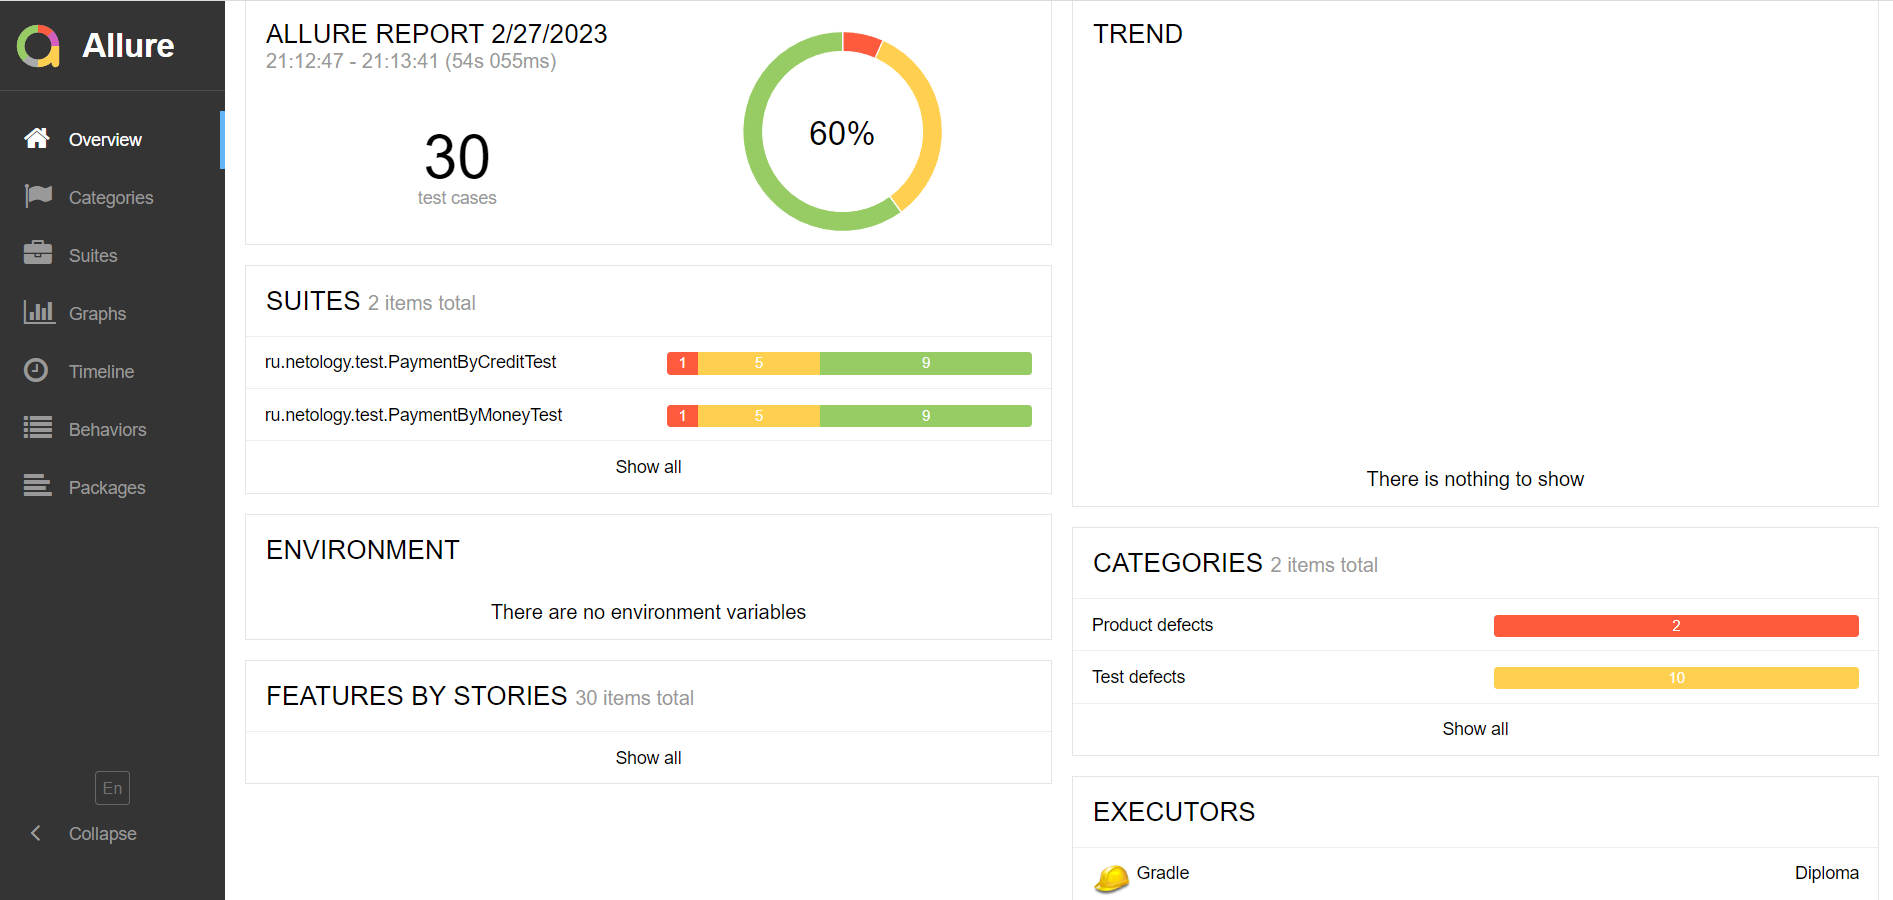 Allure
Overview
Categories
Suites
Graphs
Timeline
Behaviors
Packages
En
Collapse
ALLURE REPORT 2/27/2023
21:12:47 - 21:13:41 (54s 055ms)
30
test cases
60%
SUITES 2 items total
ru.netology.test.PaymentByCreditTest 1 5 9
ru.netology.test.PaymentByMoneyTest 1 5 9
Show all
ENVIRONMENT
There are no environment variables
FEATURES BY STORIES 30 items total
Show all
TREND
There is nothing to show
CATEGORIES 2 items total
Product defects 2
Test defects 10
Show all
EXECUTORS
Gradle Diploma